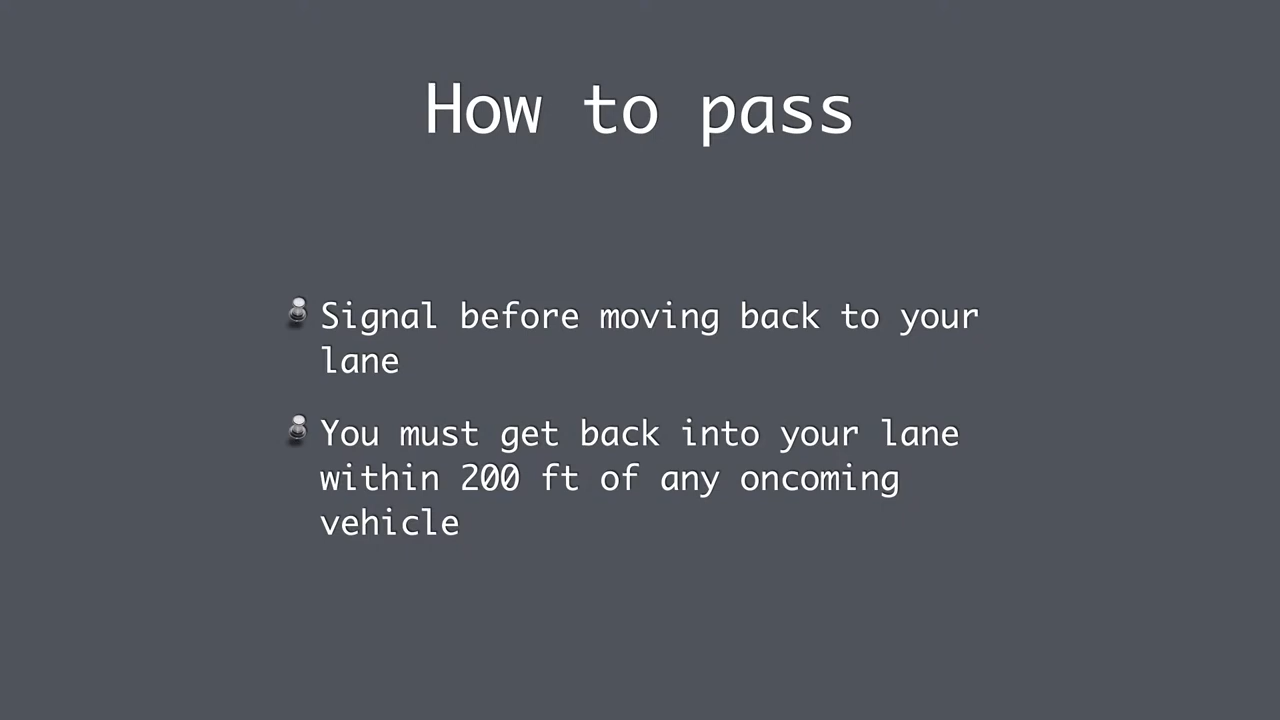 How to pass
Signal before moving back to your
lane
You must get back into your lane
within 200 ft of any oncoming
vehicle